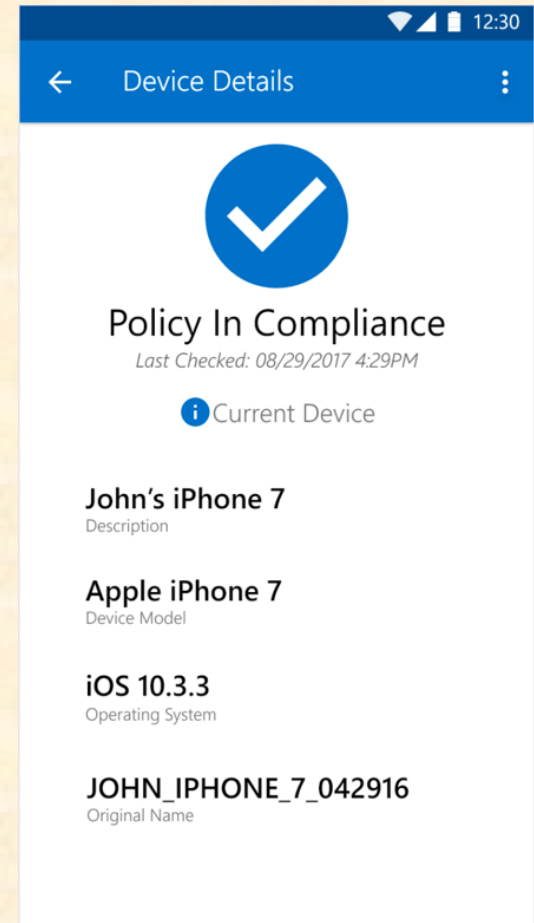 12:30
Device Details
Policy In Compliance
Last Checked: 08/29/2017 4:29PM
Current Device
John’s iPhone 7
Description
Apple iPhone 7
Device Model
iOS 10.3.3
Operating System
JOHN_IPHONE_7_042916
Original Name